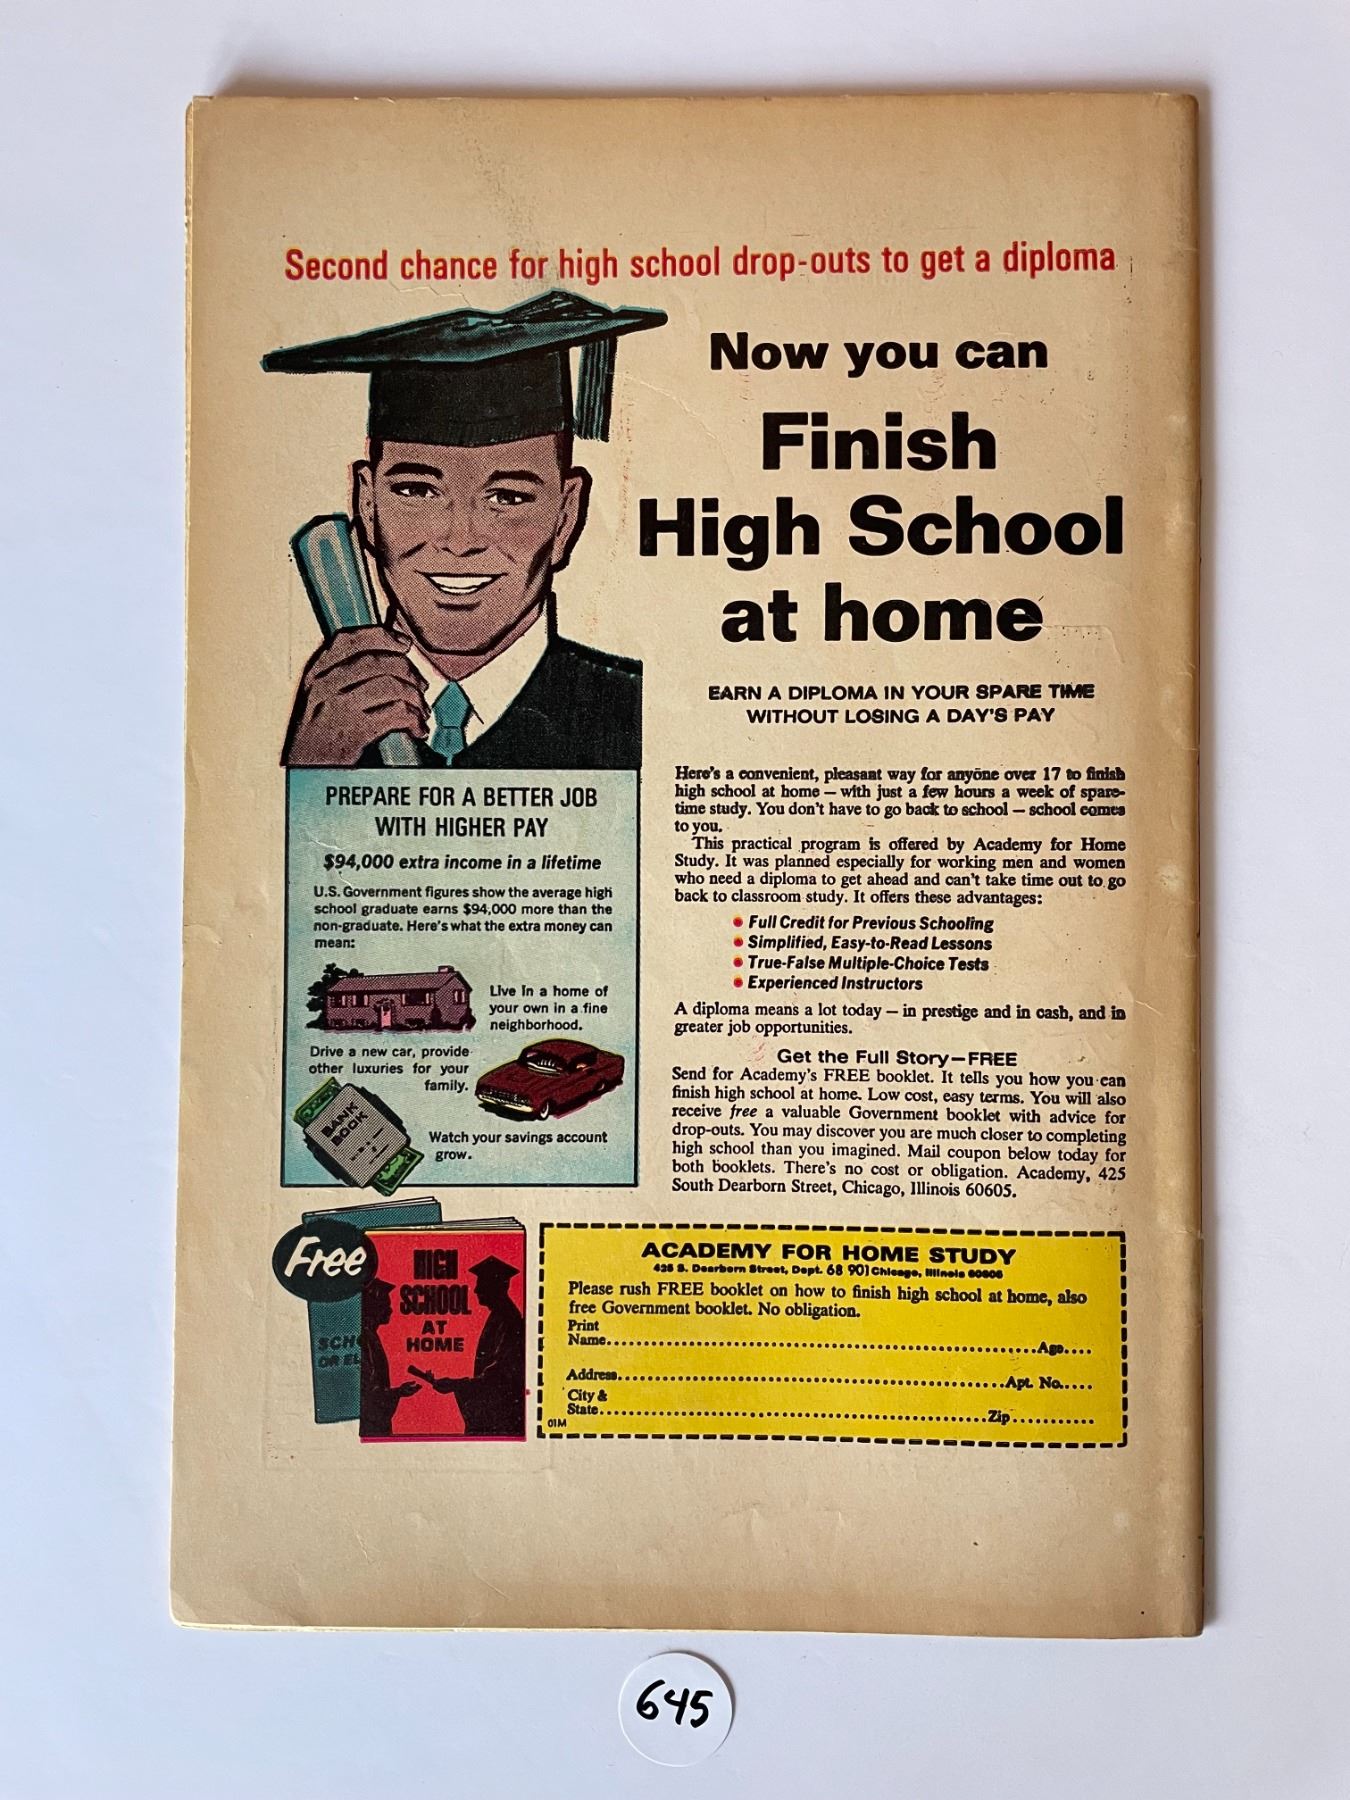 Second chance for high school drop-outs to get a diploma
Now you can
Finish
High School
at home
EARN A DIPLOMA IN YOUR SPARE TIME
WITHOUT LOSING A DAY'S PAY
Here's a convenient, pleasant way for anyone over 17 to finish
high school at home — with just a few hours a week of spare-
time study. You don't have to go back to school — school comes
to you.
This practical program is offered by Academy for Home
Study. It was planned especially for working men and women
who need a diploma to get ahead and can't take time out to go
back to classroom study. It offers these advantages:
• Full Credit for Previous Schooling
• Simplified, Easy-to-Read Lessons
• True-False Multiple-Choice Tests
• Experienced Instructors
A diploma means a lot today — in prestige and in cash, and in
greater job opportunities.
Get the Full Story—FREE
Send for Academy's FREE booklet. It tells you how you can
finish high school at home. Low cost, easy terms. You will also
receive free a valuable Government booklet with advice for
drop-outs. You may discover you are much closer to completing
high school than you imagined. Mail coupon below today for
both booklets. There's no cost or obligation. Academy, 425
South Dearborn Street, Chicago, Illinois 60605.
PREPARE FOR A BETTER JOB
WITH HIGHER PAY
$94,000 extra income in a lifetime
U.S. Government figures show the average high
school graduate earns $94,000 more than the
non-graduate. Here's what the extra money can
mean:
Live in a home of
your own in a fine
neighborhood.
Drive a new car, provide
other luxuries for your
family.
BANK
BOOK
Watch your savings account
grow.
Free
SCHO
OR EL
HIGH
SCHOOL
AT
HOME
ACADEMY FOR HOME STUDY
425 S. Dearborn Street, Dept. 68 901 Chicago, Illinois 60605
Please rush FREE booklet on how to finish high school at home, also
free Government booklet. No obligation.
Print
Name..........Age....
Address..........Apt. No.....
City &
State..........Zip..........
01M
645